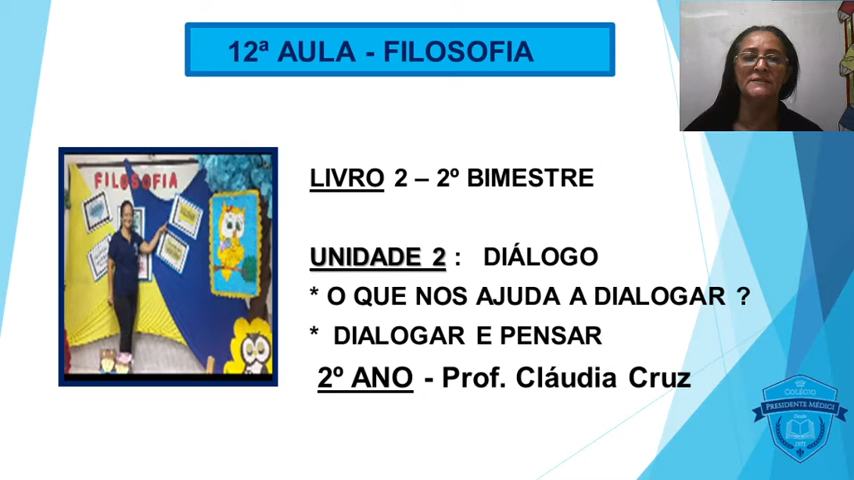 12ª AULA - FILOSOFIA
FILOSOFIA
LIVRO 2 – 2º BIMESTRE
UNIDADE 2 : DIÁLOGO
* O QUE NOS AJUDA A DIALOGAR ?
* DIALOGAR E PENSAR
2º ANO - Prof. Cláudia Cruz
COLÉGIO
PRESIDENTE MÉDICI